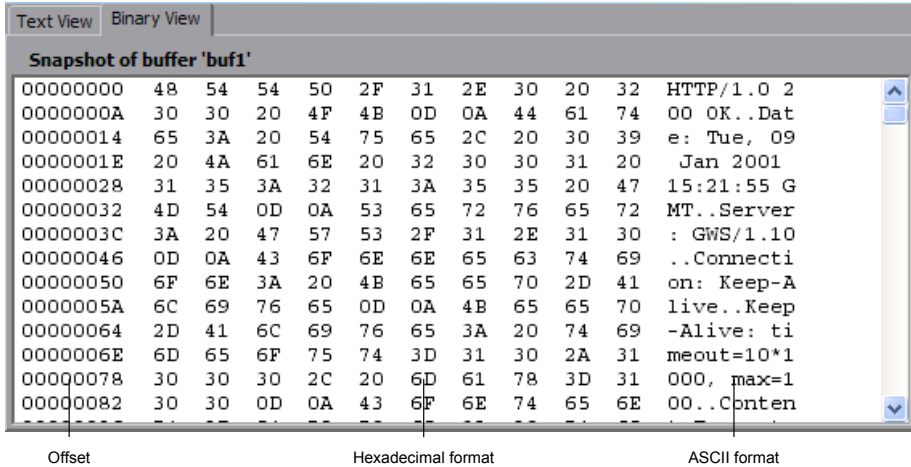 Text View Binary View
Snapshot of buffer 'buf1'
00000000 48 54 54 50 2F 31 2E 30 20 32 HTTP/1.0 2
0000000A 30 30 20 4F 4B 0D 0A 44 61 74 00 OK..Dat
00000014 65 3A 20 54 75 65 2C 20 30 39 e: Tue, 09
0000001E 20 4A 61 6E 20 32 30 30 31 20 Jan 2001
00000028 31 35 3A 32 31 3A 35 35 20 47 15:21:55 G
00000032 4D 54 0D 0A 53 65 72 76 65 72 MT..Server
0000003C 3A 20 47 57 53 2F 31 2E 31 30 : GWS/1.10
00000046 0D 0A 43 6F 6E 6E 65 63 74 69 ..Connecti
00000050 6F 6E 3A 20 4B 65 65 70 2D 41 on: Keep-A
0000005A 6C 69 76 65 0D 0A 4B 65 65 70 live..Keep
00000064 2D 41 6C 69 76 65 3A 20 74 69 -Alive: ti
0000006E 6D 65 6F 75 74 3D 31 30 2A 31 meout=10*1
00000078 30 30 30 2C 20 6D 61 78 3D 31 000, max=1
00000082 30 30 0D 0A 43 6F 6E 74 65 6E 00..Conten
Offset Hexadecimal format ASCII format